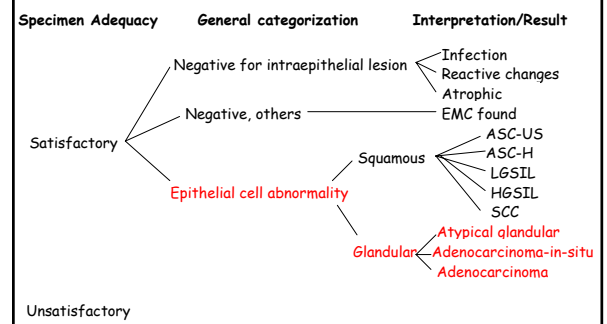 Specimen Adequacy General categorization Interpretation/Result
Infection
Negative for intraepithelial lesion
Reactive changes
Atrophic
Negative, others EMC found
ASC-US
Satisfactory
Squamous
ASC-H
LGSIL
Epithelial cell abnormality
HGSIL
SCC
Atypical glandular
Glandular
Adenocarcinoma-in-situ
Adenocarcinoma
Unsatisfactory